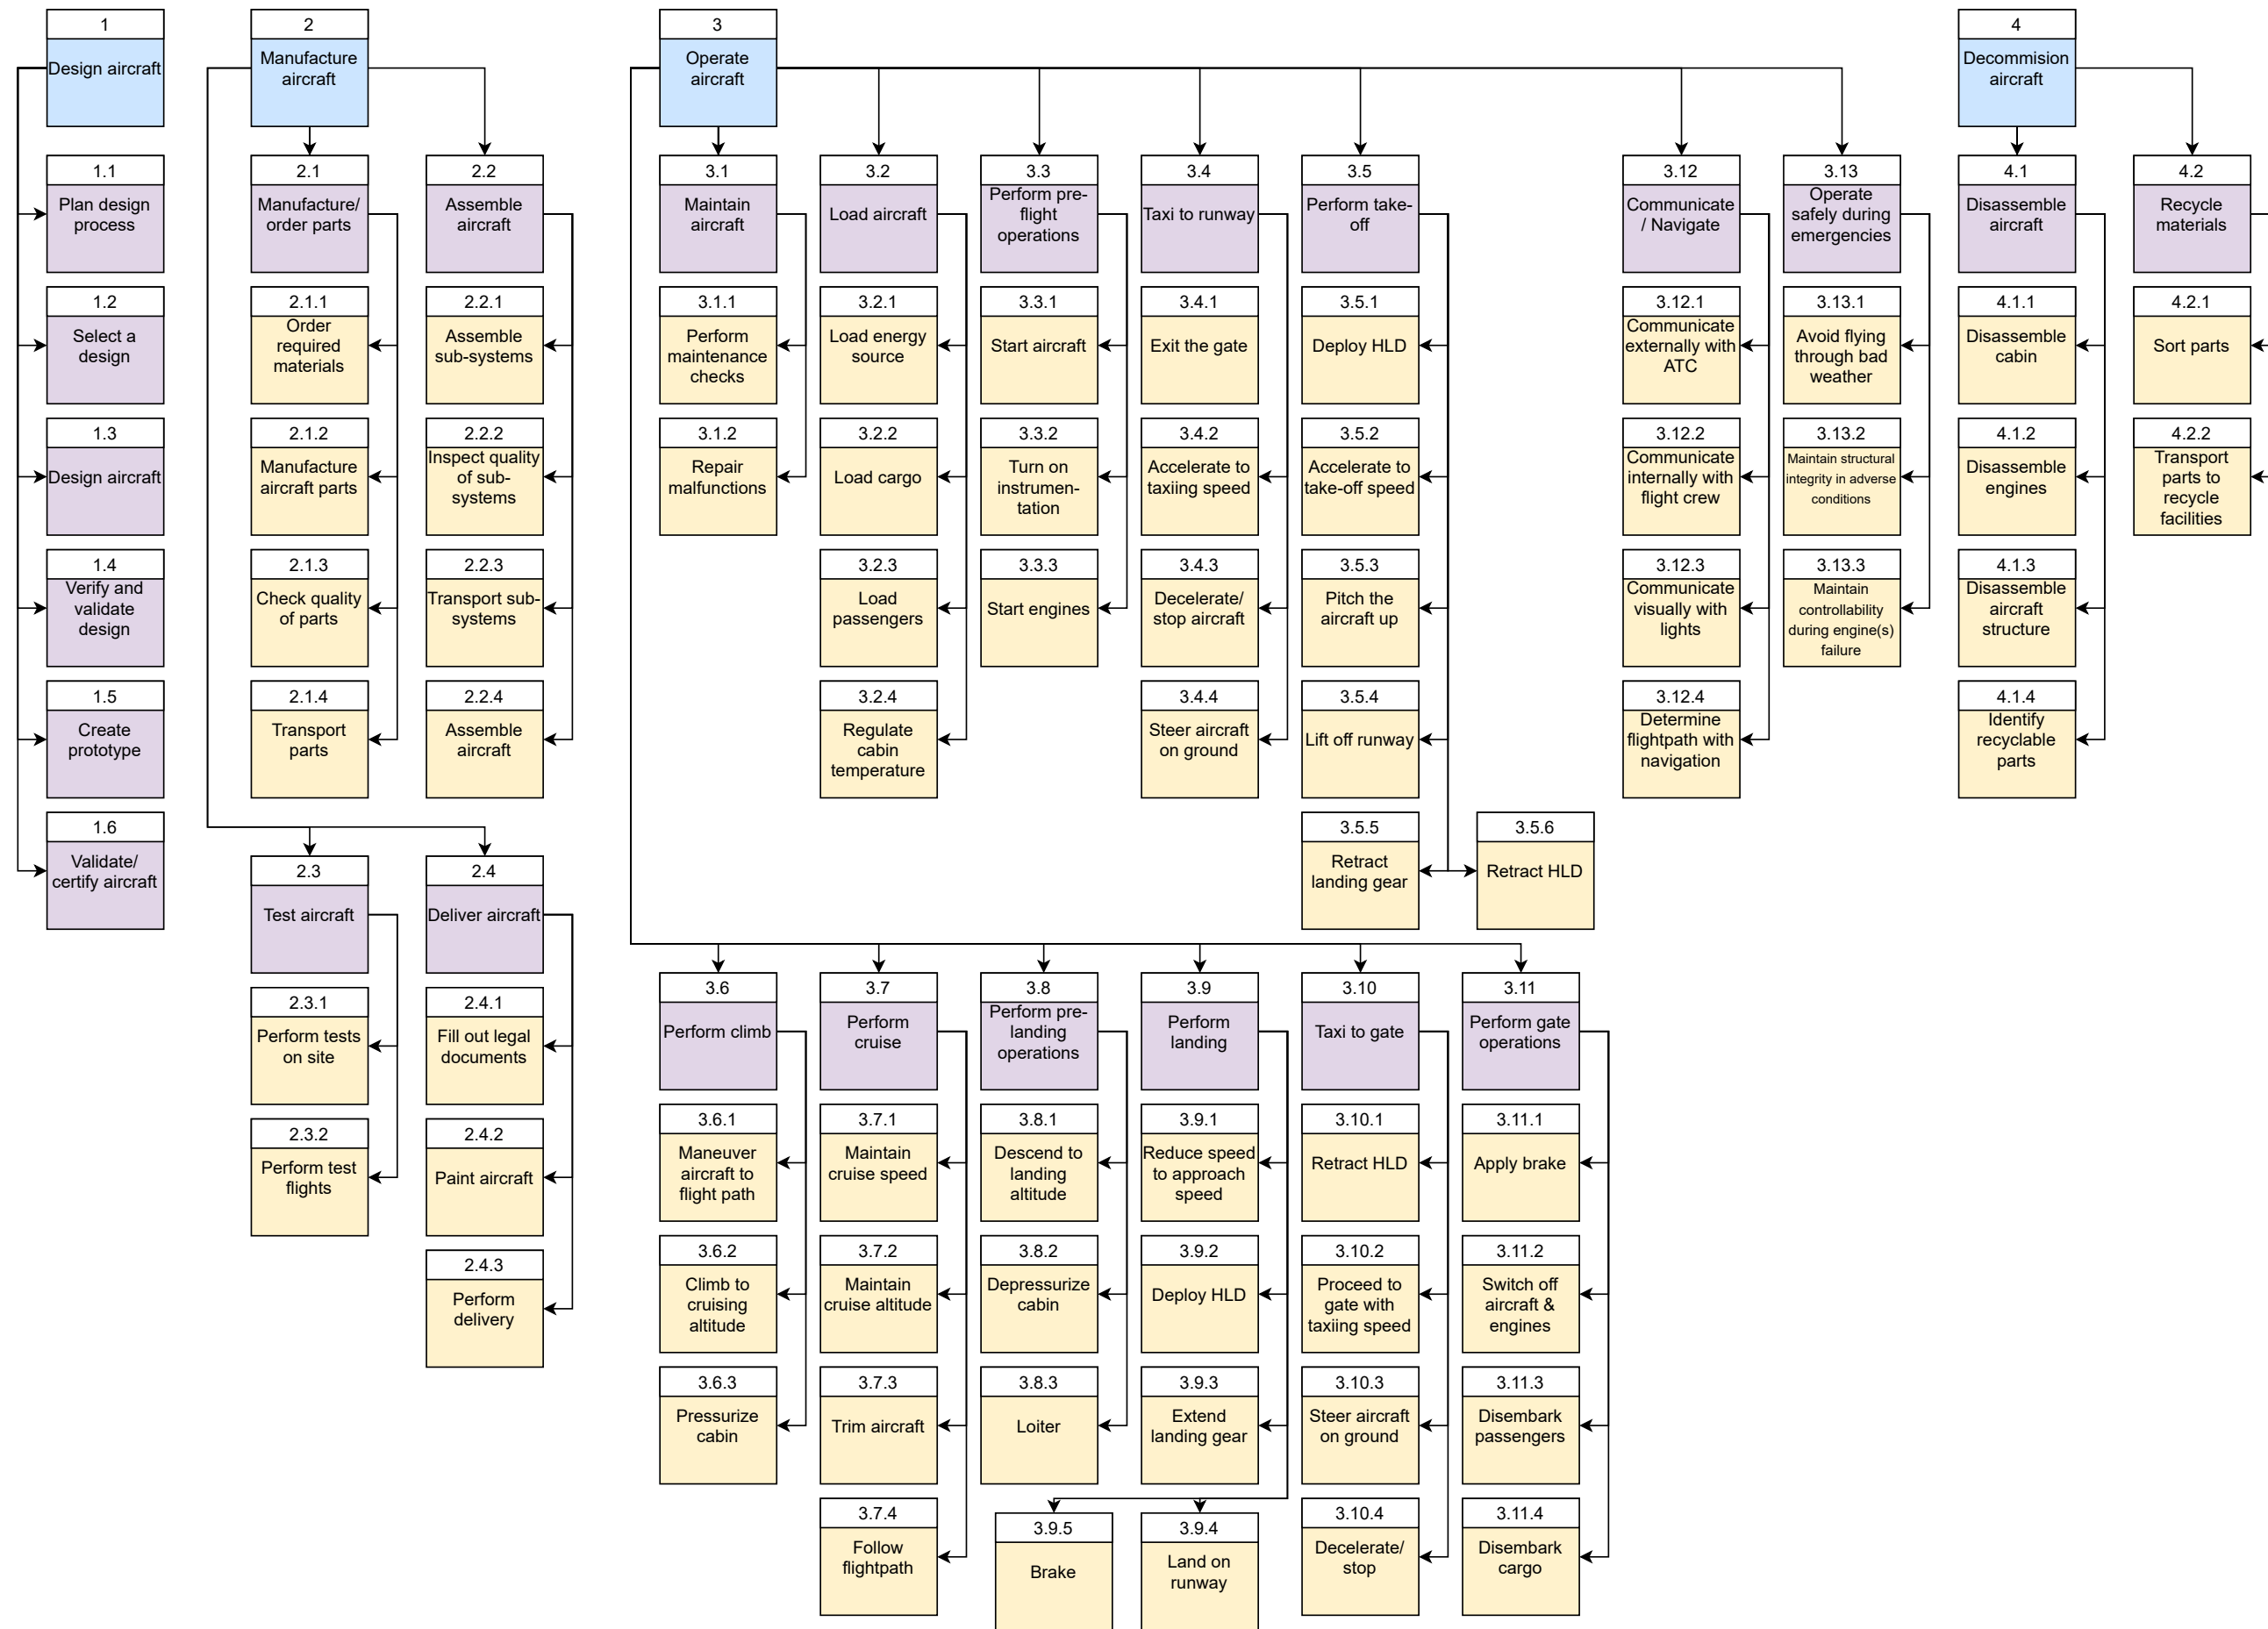 1
Design aircraft
1.1
Plan design
process
1.2
Select a
design
1.3
Design aircraft
1.4
Verify and
validate
design
1.5
Create
prototype
1.6
Validate/
certify aircraft
2
Manufacture
aircraft
2.1
Manufacture/
order parts
2.1.1
Order
required
materials
2.1.2
Manufacture
aircraft parts
2.1.3
Check quality
of parts
2.1.4
Transport
parts
2.2
Assemble
aircraft
2.2.1
Assemble
sub-systems
2.2.2
Inspect quality
of sub-
systems
2.2.3
Transport sub-
systems
2.2.4
Assemble
aircraft
2.3
Test aircraft
2.3.1
Perform tests
on site
2.3.2
Perform test
flights
2.4
Deliver aircraft
2.4.1
Fill out legal
documents
2.4.2
Paint aircraft
2.4.3
Perform
delivery
3
Operate
aircraft
3.1
Maintain
aircraft
3.1.1
Perform
maintenance
checks
3.1.2
Repair
malfunctions
3.2
Load aircraft
3.2.1
Load energy
source
3.2.2
Load cargo
3.2.3
Load
passengers
3.2.4
Regulate
cabin
temperature
3.3
Perform pre-
flight
operations
3.3.1
Start aircraft
3.3.2
Turn on
instrumen-
tation
3.3.3
Start engines
3.4
Taxi to runway
3.4.1
Exit the gate
3.4.2
Accelerate to
taxiing speed
3.4.3
Decelerate/
stop aircraft
3.4.4
Steer aircraft
on ground
3.5
Perform take-
off
3.5.1
Deploy HLD
3.5.2
Accelerate to
take-off speed
3.5.3
Pitch the
aircraft up
3.5.4
Lift off runway
3.5.5
Retract
landing gear
3.5.6
Retract HLD
3.6
Perform climb
3.6.1
Maneuver
aircraft to
flight path
3.6.2
Climb to
cruising
altitude
3.6.3
Pressurize
cabin
3.7
Perform
cruise
3.7.1
Maintain
cruise speed
3.7.2
Maintain
cruise altitude
3.7.3
Trim aircraft
3.7.4
Follow
flightpath
3.8
Perform pre-
landing
operations
3.8.1
Descend to
landing
altitude
3.8.2
Depressurize
cabin
3.8.3
Loiter
3.9
Perform
landing
3.9.1
Reduce speed
to approach
speed
3.9.2
Deploy HLD
3.9.3
Extend
landing gear
3.9.5
Brake
3.9.4
Land on
runway
3.10
Taxi to gate
3.10.1
Retract HLD
3.10.2
Proceed to
gate with
taxiing speed
3.10.3
Steer aircraft
on ground
3.10.4
Decelerate/
stop
3.11
Perform gate
operations
3.11.1
Apply brake
3.11.2
Switch off
aircraft &
engines
3.11.3
Disembark
passengers
3.11.4
Disembark
cargo
3.12
Communicate
/ Navigate
3.12.1
Communicate
externally with
ATC
3.12.2
Communicate
internally with
flight crew
3.12.3
Communicate
visually with
lights
3.12.4
Determine
flightpath with
navigation
3.13
Operate
safely during
emergencies
3.13.1
Avoid flying
through bad
weather
3.13.2
Maintain structural
integrity in adverse
conditions
3.13.3
Maintain
controllability
during engine(s)
failure
4
Decommision
aircraft
4.1
Disassemble
aircraft
4.1.1
Disassemble
cabin
4.1.2
Disassemble
engines
4.1.3
Disassemble
aircraft
structure
4.1.4
Identify
recyclable
parts
4.2
Recycle
materials
4.2.1
Sort parts
4.2.2
Transport
parts to
recycle
facilities